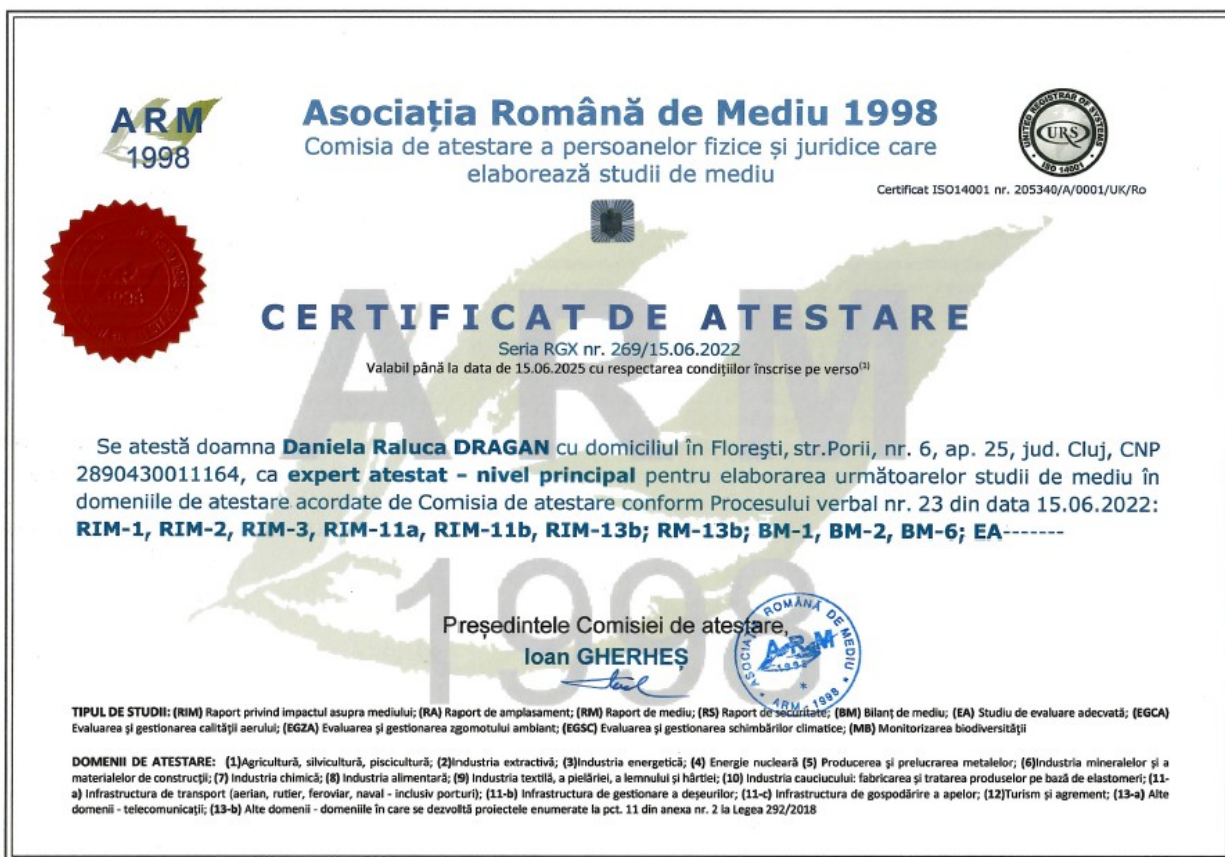 ARM
1998
Asociația Română de Mediu 1998
Comisia de atestare a persoanelor fizice și juridice care
elaborează studii de mediu
UNITED REGISTRAR OF SYSTEMS
URS
ISO 14001
Certificat ISO14001 nr. 205340/A/0001/UK/Ro
CERTIFICAT DE ATESTARE
Seria RGX nr. 269/15.06.2022
Valabil până la data de 15.06.2025 cu respectarea condițiilor înscrise pe verso(1)
Se atestă doamna Daniela Raluca DRAGAN cu domiciliul în Florești, str.Porii, nr. 6, ap. 25, jud. Cluj, CNP
2890430011164, ca expert atestat – nivel principal pentru elaborarea următoarelor studii de mediu în
domeniile de atestare acordate de Comisia de atestare conform Procesului verbal nr. 23 din data 15.06.2022:
RIM-1, RIM-2, RIM-3, RIM-11a, RIM-11b, RIM-13b; RM-13b; BM-1, BM-2, BM-6; EA-------
ARM
1998
Președintele Comisiei de atestare,
Ioan GHERHEȘ
ASOCIAȚIA ROMÂNĂ DE MEDIU * ARM - 1998 *
A.R.M
1998
TIPUL DE STUDII: (RIM) Raport privind impactul asupra mediului; (RA) Raport de amplasament; (RM) Raport de mediu; (RS) Raport de securitate; (BM) Bilanț de mediu; (EA) Studiu de evaluare adecvată; (EGCA)
Evaluarea și gestionarea calității aerului; (EGZA) Evaluarea și gestionarea zgomotului ambiant; (EGSC) Evaluarea și gestionarea schimbărilor climatice; (MB) Monitorizarea biodiversității
DOMENII DE ATESTARE: (1)Agricultură, silvicultură, piscicultură; (2)Industria extractivă; (3)Industria energetică; (4) Energie nucleară (5) Producerea și prelucrarea metalelor; (6)Industria mineralelor și a
materialelor de construcții; (7) Industria chimică; (8) Industria alimentară; (9) Industria textilă, a pielăriei, a lemnului și hârtiei; (10) Industria cauciucului: fabricarea și tratarea produselor pe bază de elastomeri; (11-
a) Infrastructura de transport (aerian, rutier, feroviar, naval - inclusiv porturi); (11-b) Infrastructura de gestionare a deșeurilor; (11-c) Infrastructura de gospodărire a apelor; (12)Turism și agrement; (13-a) Alte
domenii - telecomunicații; (13-b) Alte domenii - domeniile în care se dezvoltă proiectele enumerate la pct. 11 din anexa nr. 2 la Legea 292/2018